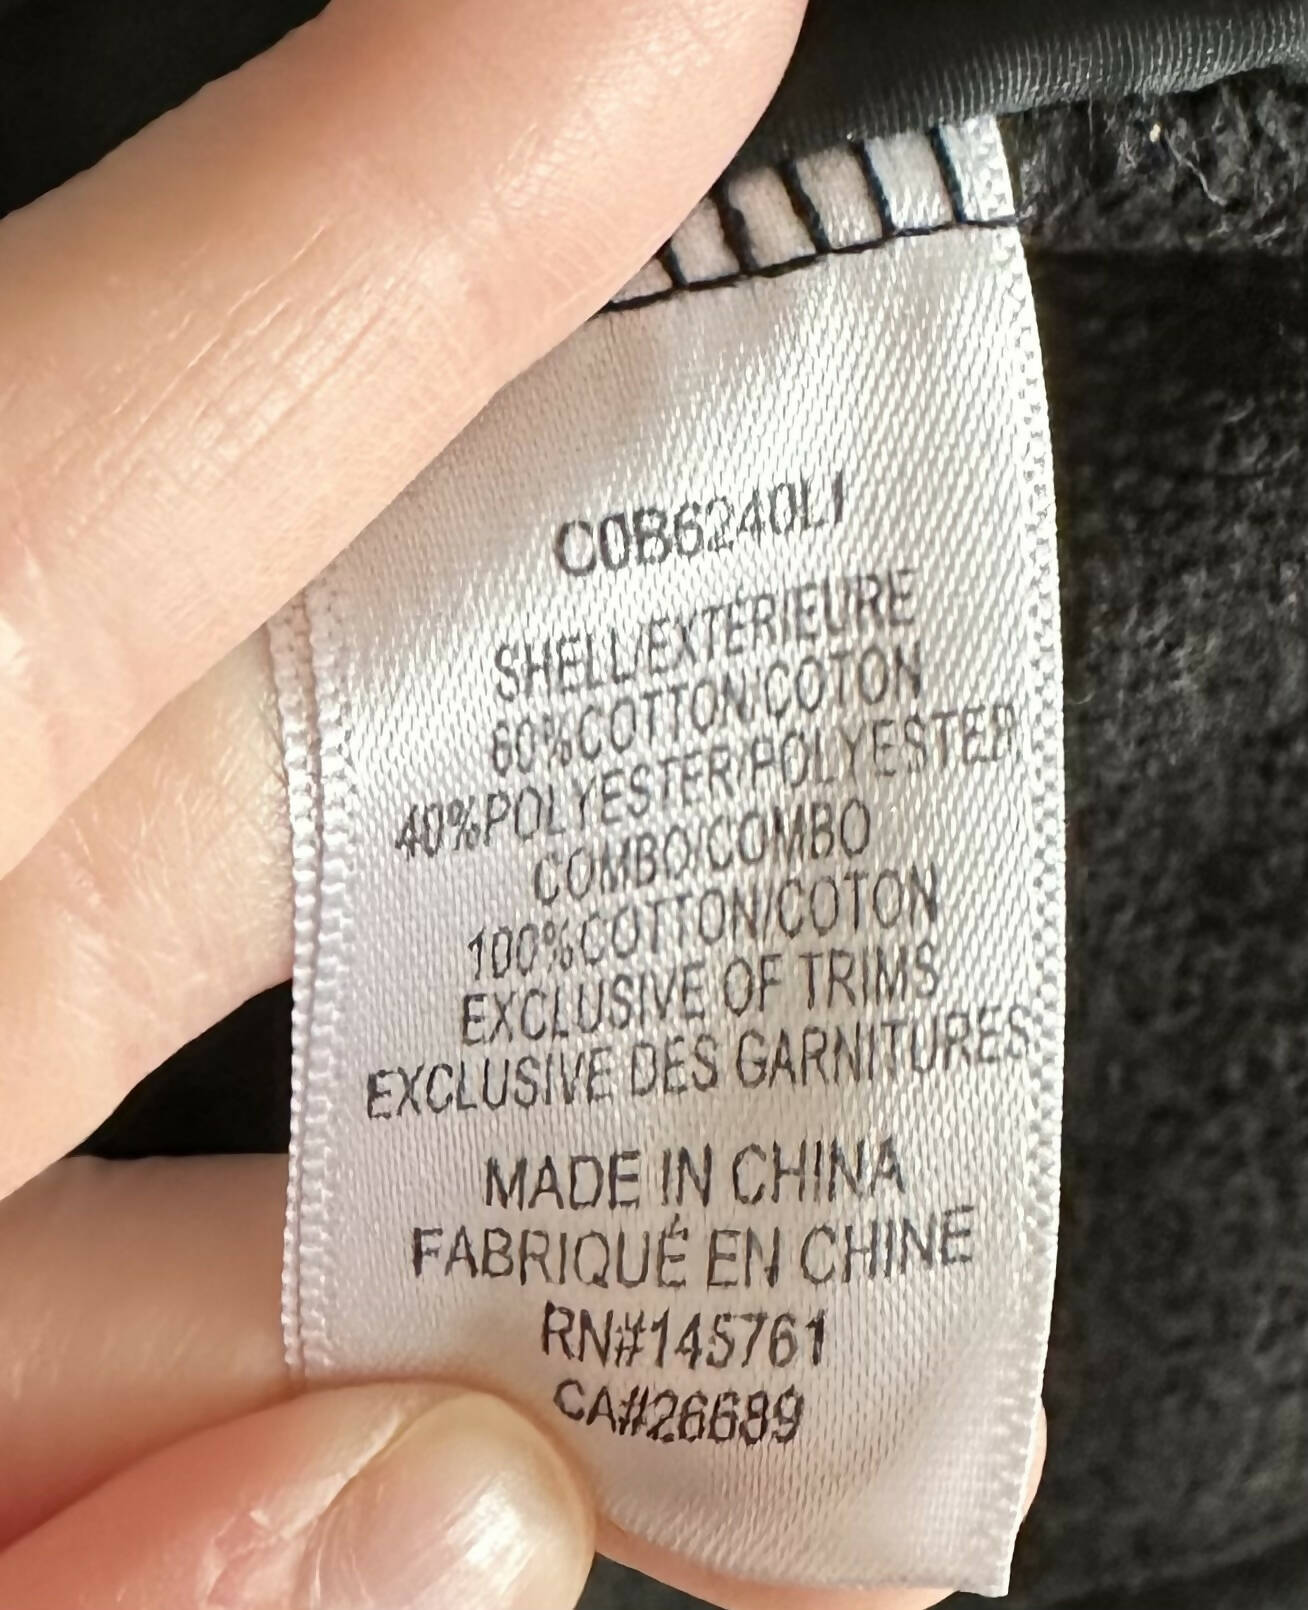 C0B6240LI
SHELL/EXTERIEURE
60%COTTON/COTON
40%POLYESTER/POLYESTER
COMBO/COMBO
100%COTTON/COTON
EXCLUSIVE OF TRIMS
EXCLUSIVE DES GARNITURES
MADE IN CHINA
FABRIQUÉ EN CHINE
RN#145761
CA#26689